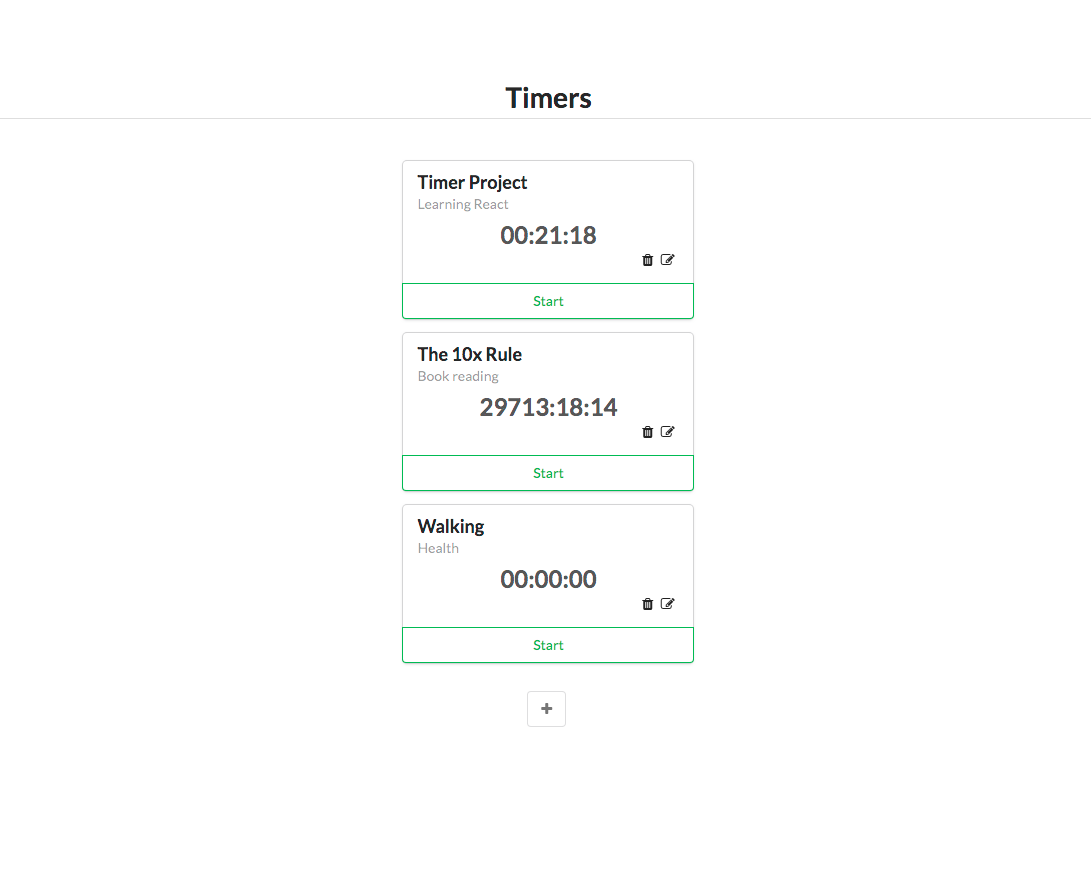 Timers
Timer Project
Learning React
00:21:18
Start
The 10x Rule
Book reading
29713:18:14
Start
Walking
Health
00:00:00
Start
+